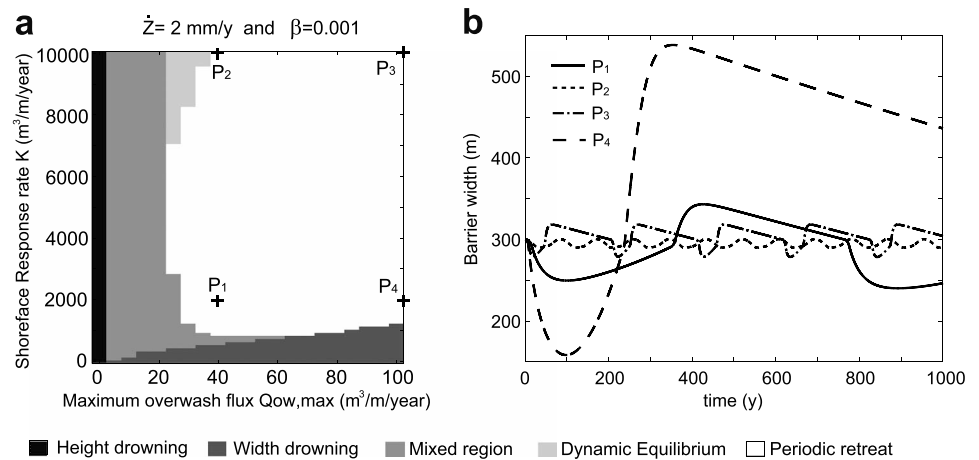 a
Ż= 2 mm/y and β=0.001
Shoreface Response rate K (m³/m/year)
10000
8000
6000
4000
2000
0
P2
P3
P1
P4
0 20 40 60 80 100
Maximum overwash flux Qow,max (m³/m/year)
b
Barrier width (m)
500
400
300
200
P1
P2
P3
P4
0 200 400 600 800 1000
time (y)
Height drowning Width drowning Mixed region Dynamic Equilibrium Periodic retreat